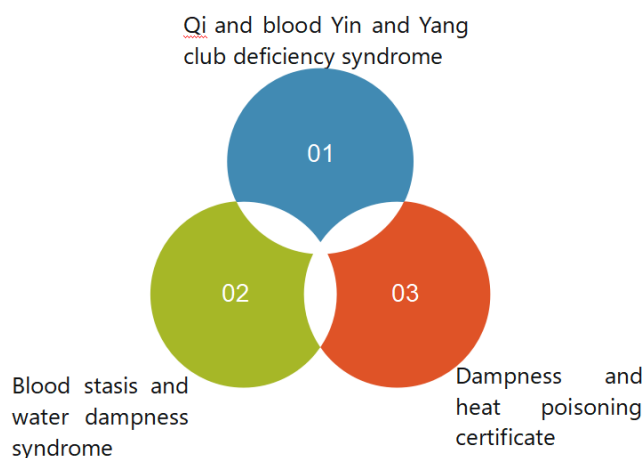 Qi and blood Yin and Yang
club deficiency syndrome
01
02
03
Blood stasis and
water dampness
syndrome
Dampness and
heat poisoning
certificate